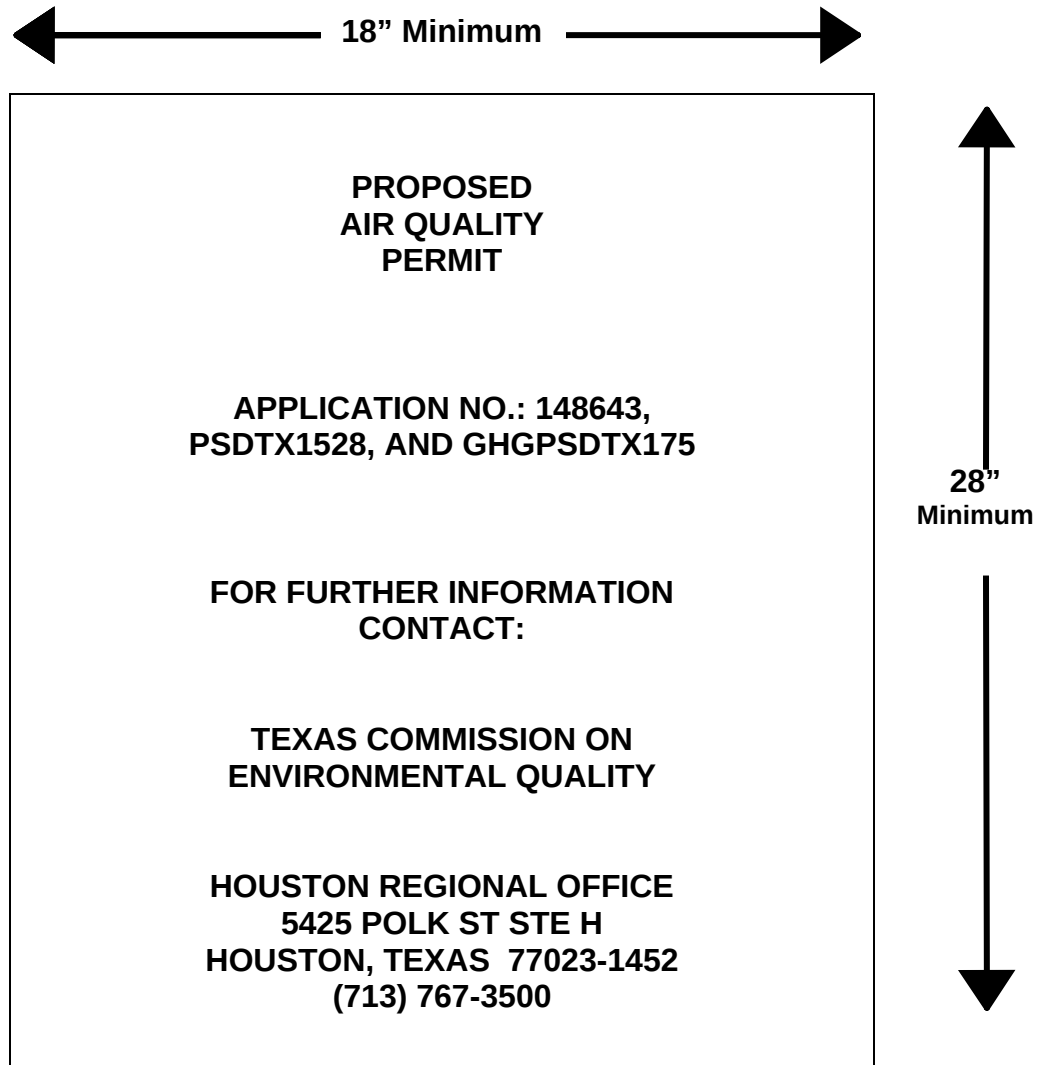 18” Minimum
PROPOSED
AIR QUALITY
PERMIT
APPLICATION NO.: 148643,
PSDTX1528, AND GHGPSDTX175
28”
Minimum
FOR FURTHER INFORMATION
CONTACT:
TEXAS COMMISSION ON
ENVIRONMENTAL QUALITY
HOUSTON REGIONAL OFFICE
5425 POLK ST STE H
HOUSTON, TEXAS  77023-1452
(713) 767-3500